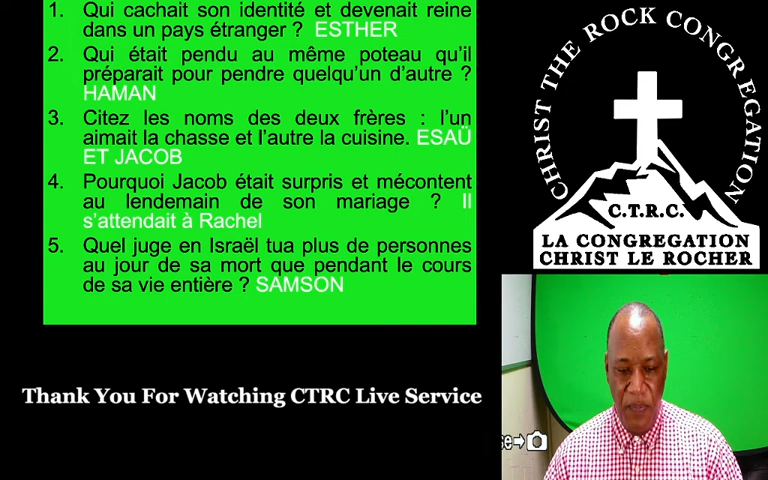 1. Qui cachait son identité et devenait reine
dans un pays étranger ? ESTHER
2. Qui était pendu au même poteau qu'il
préparait pour pendre quelqu'un d'autre ?
HAMAN
3. Citez les noms des deux frères : l'un
aimait la chasse et l'autre la cuisine. ESAÜ
ET JACOB
4. Pourquoi Jacob était surpris et mécontent
au lendemain de son mariage ? Il
s'attendait à Rachel
5. Quel juge en Israël tua plus de personnes
au jour de sa mort que pendant le cours
de sa vie entière ? SAMSON
CHRIST THE ROCK CONGREGATION
C.T.R.C.
LA CONGREGATION
CHRIST LE ROCHER
Thank You For Watching CTRC Live Service